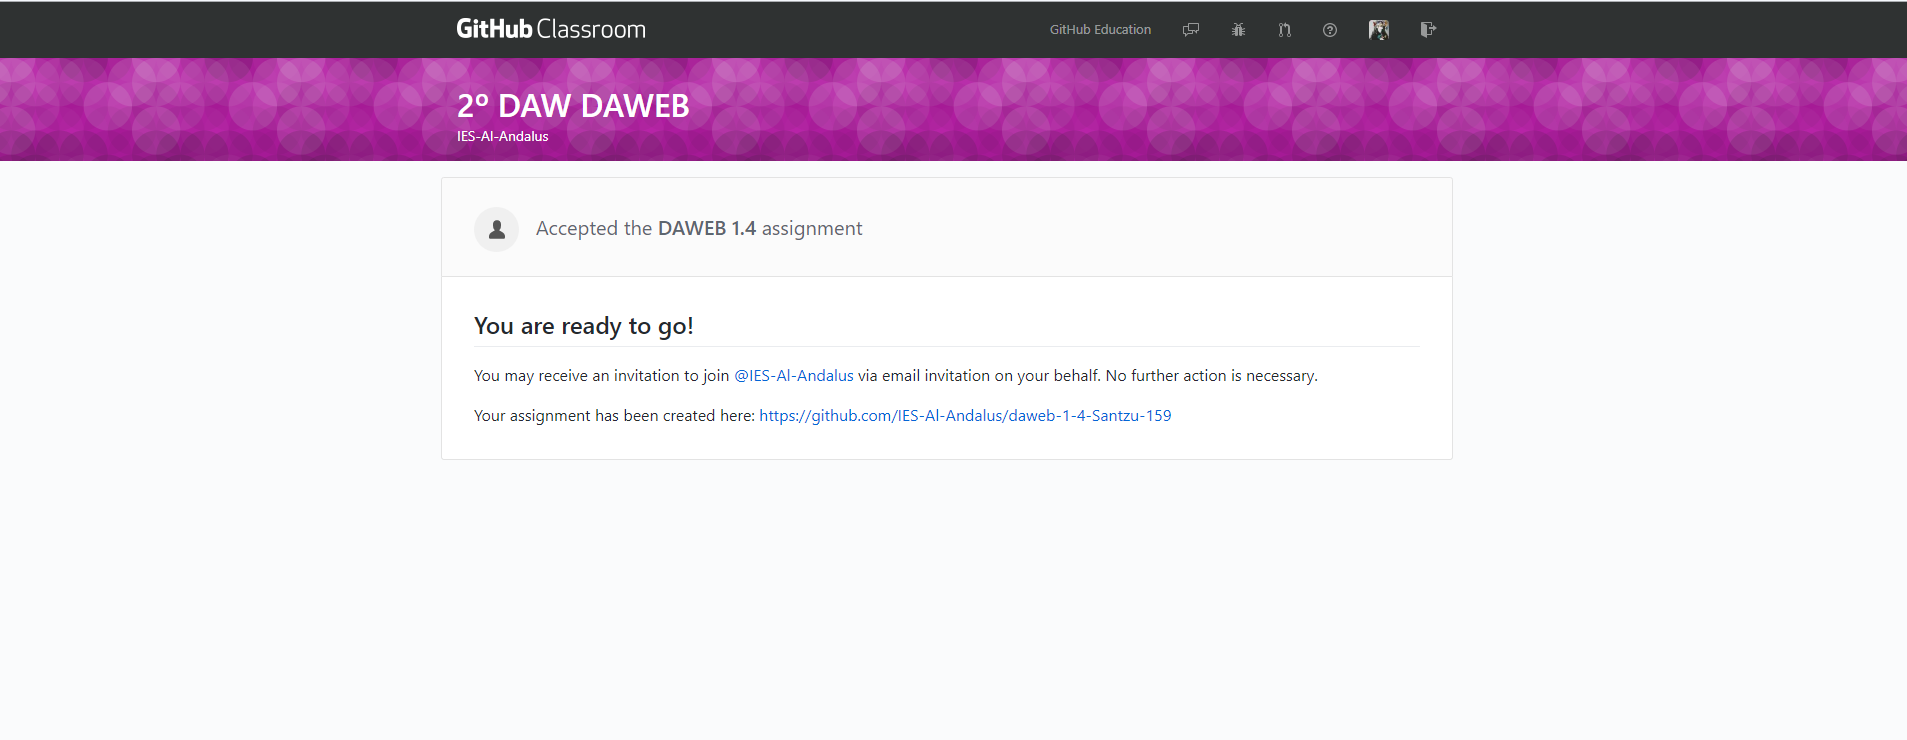 GitHub Classroom
GitHub Education
2º DAW DAWEB
IES-Al-Andalus
Accepted the DAWEB 1.4 assignment
You are ready to go!
You may receive an invitation to join @IES-Al-Andalus via email invitation on your behalf. No further action is necessary.
Your assignment has been created here: https://github.com/IES-Al-Andalus/daweb-1-4-Santzu-159